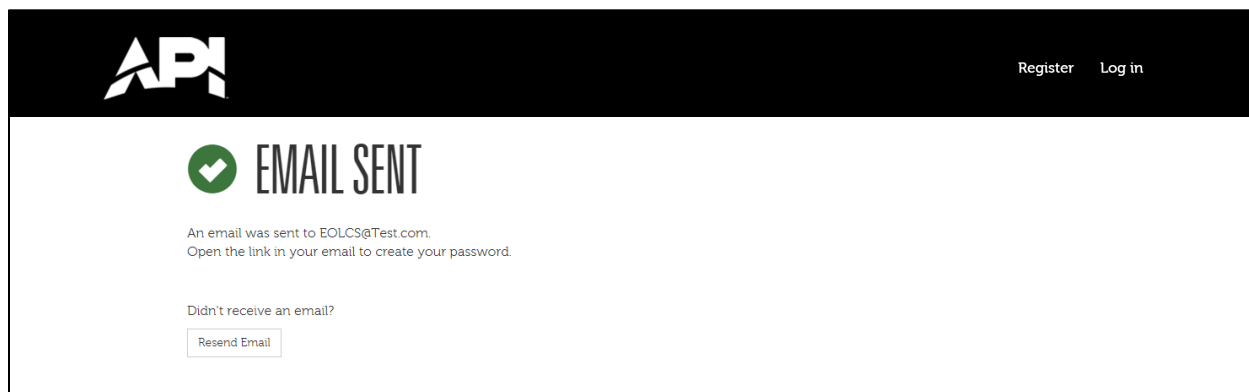 API
Register
Log in
EMAIL SENT
An email was sent to EOLCS@Test.com.
Open the link in your email to create your password.
Didn't receive an email?
Resend Email